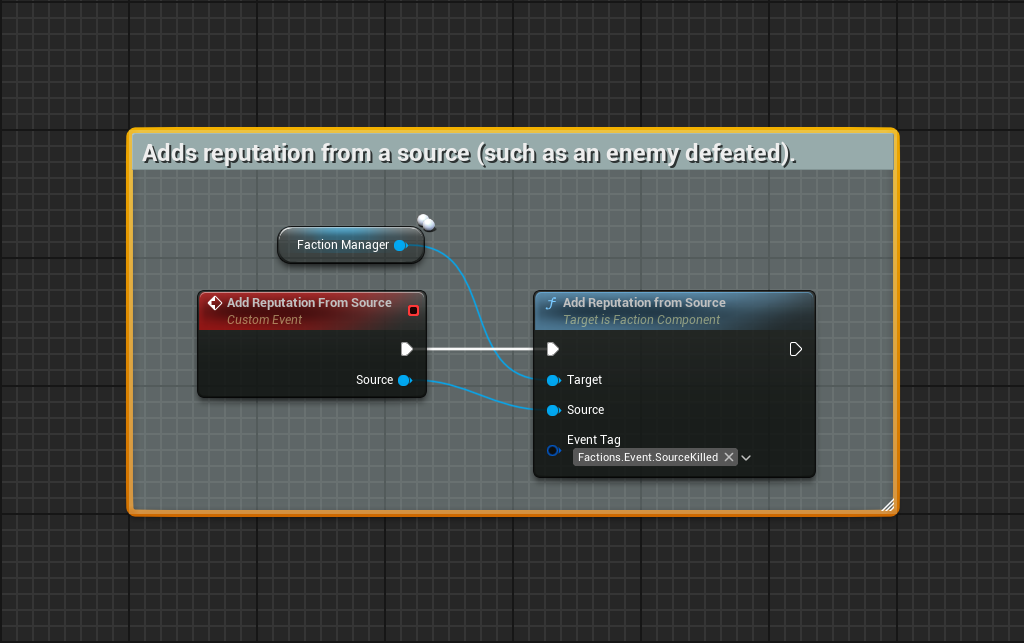 Adds reputation from a source (such as an enemy defeated).
Faction Manager
Add Reputation From Source
Custom Event
Source
Add Reputation from Source
Target is Faction Component
Target
Source
Event Tag
Factions.Event.SourceKilled